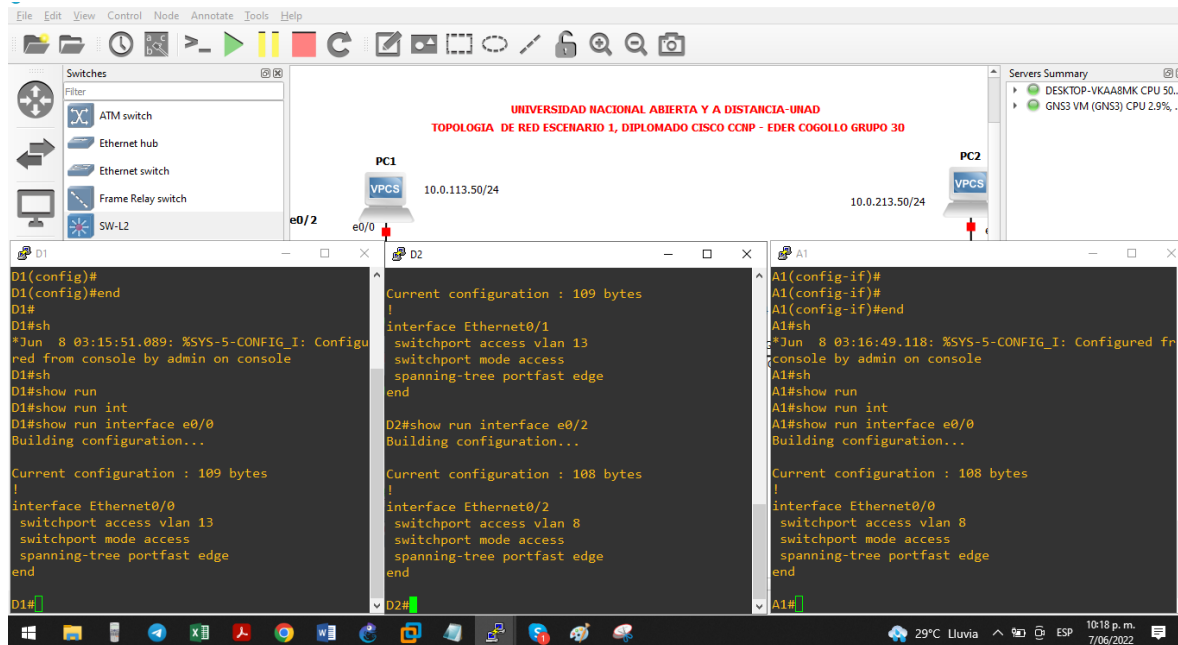 File Edit View Control Node Annotate Tools Help
Switches
Filter
ATM switch
Ethernet hub
Ethernet switch
Frame Relay switch
SW-L2
UNIVERSIDAD NACIONAL ABIERTA Y A DISTANCIA-UNAD
TOPOLOGIA DE RED ESCENARIO 1, DIPLOMADO CISCO CCNP - EDER COGOLLO GRUPO 30
PC1
VPCS
10.0.113.50/24
e0/2
e0/0
PC2
VPCS
10.0.213.50/24
Servers Summary
DESKTOP-VKAA8MK CPU 50..
GNS3 VM (GNS3) CPU 2.9%, .
D1
D1(config)#
D1(config)#end
D1#
D1#sh
*Jun  8 03:15:51.089: %SYS-5-CONFIG_I: Configu
red from console by admin on console
D1#sh
D1#show run
D1#show run int
D1#show run interface e0/0
Building configuration...
Current configuration : 109 bytes
!
interface Ethernet0/0
switchport access vlan 13
switchport mode access
spanning-tree portfast edge
end
D1#
D2
Current configuration : 109 bytes
!
interface Ethernet0/1
switchport access vlan 13
switchport mode access
spanning-tree portfast edge
end
D2#show run interface e0/2
Building configuration...
Current configuration : 108 bytes
!
interface Ethernet0/2
switchport access vlan 8
switchport mode access
spanning-tree portfast edge
end
D2#
A1
A1(config-if)#
A1(config-if)#
A1(config-if)#end
A1#sh
*Jun  8 03:16:49.118: %SYS-5-CONFIG_I: Configured fr
console by admin on console
A1#sh
A1#show run
A1#show run int
A1#show run interface e0/0
Building configuration...
Current configuration : 108 bytes
!
interface Ethernet0/0
switchport access vlan 8
switchport mode access
spanning-tree portfast edge
end
A1#
29°C Lluvia
ESP
10:18 p. m.
7/06/2022